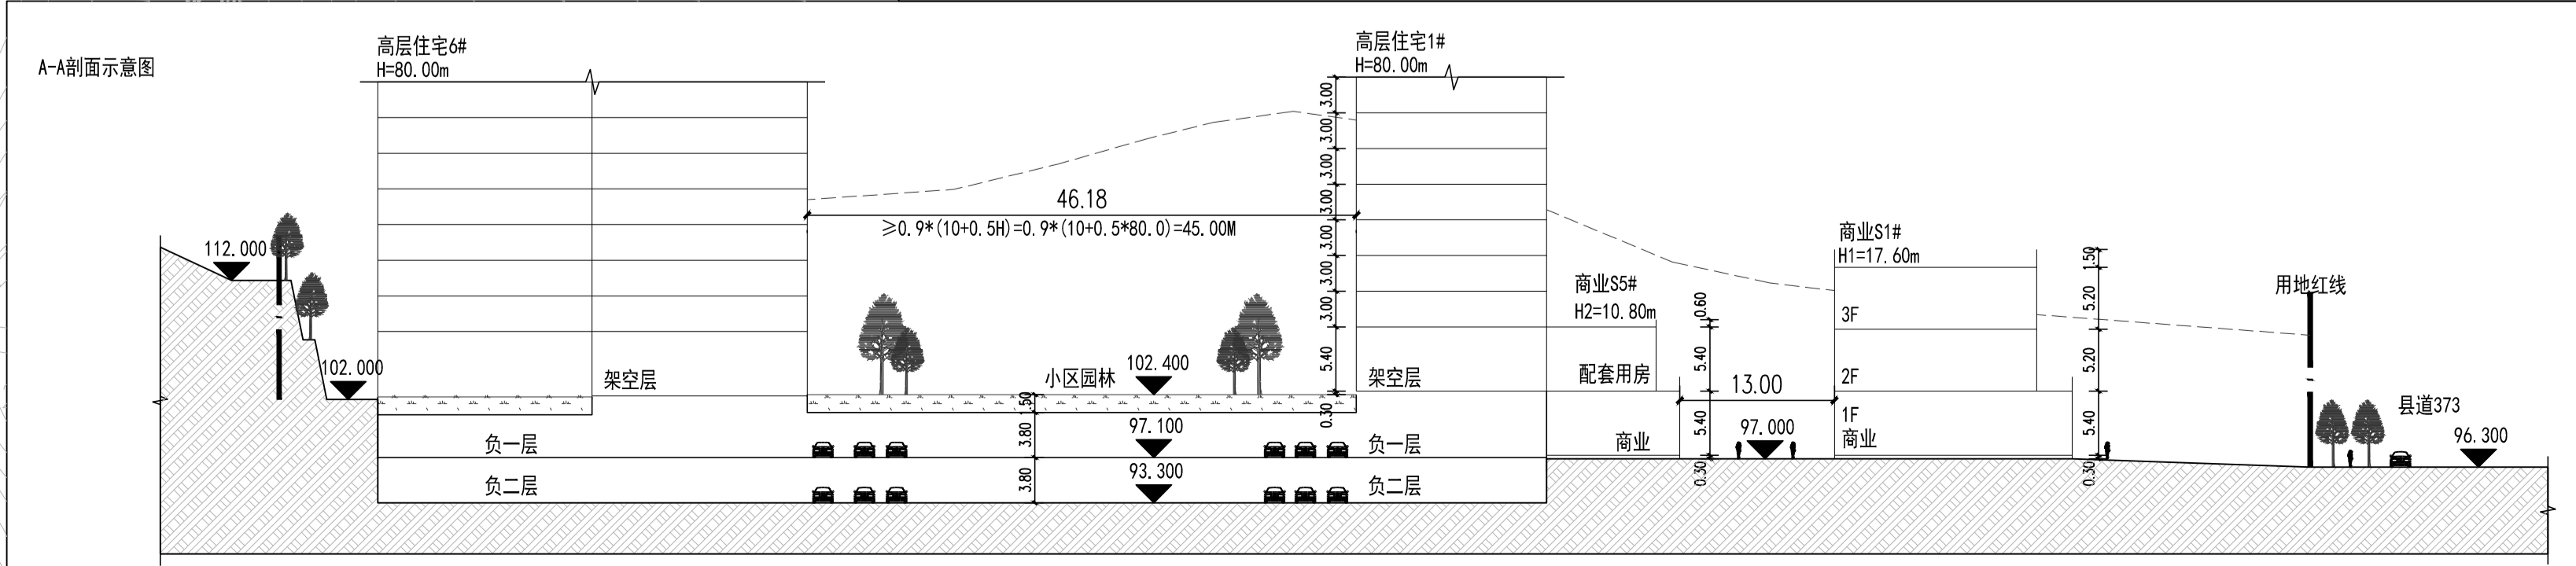 A-A剖面示意图
高层住宅6#
H=80.00m
高层住宅1#
H=80.00m
3.00
3.00
3.00
3.00
3.00
3.00
3.00
5.40
0.30
46.18
≥0.9*(10+0.5H)=0.9*(10+0.5*80.0)=45.00M
112.000
102.000
架空层
小区园林
102.400
架空层
1.50
3.80
3.80
97.100
93.300
负一层
负一层
负二层
负二层
商业S5#
H2=10.80m
配套用房
商业
0.60
5.40
5.40
0.30
13.00
97.000
商业S1#
H1=17.60m
3F
2F
1F
商业
1.50
5.20
5.20
5.40
0.30
用地红线
县道373
96.300